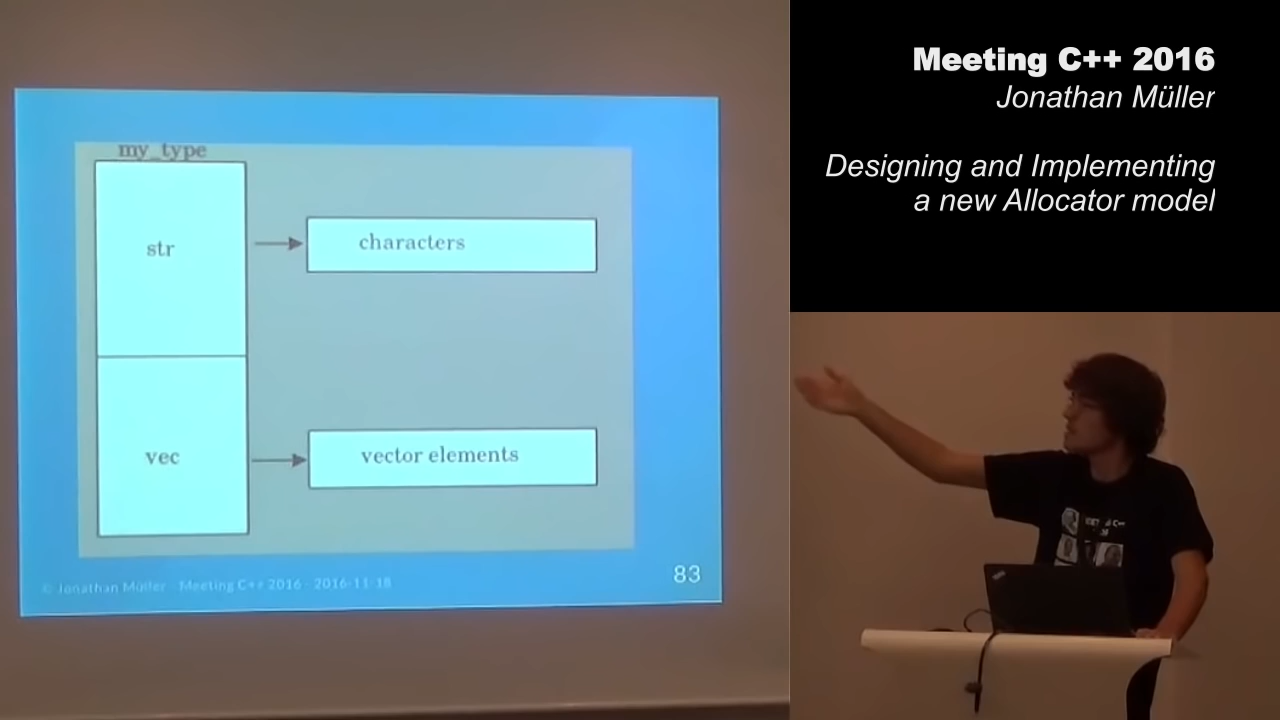 my_type
str
characters
vec
vector elements
© Jonathan Müller - Meeting C++ 2016 - 2016-11-18
83
Meeting C++ 2016
Jonathan Müller
Designing and Implementing
a new Allocator model